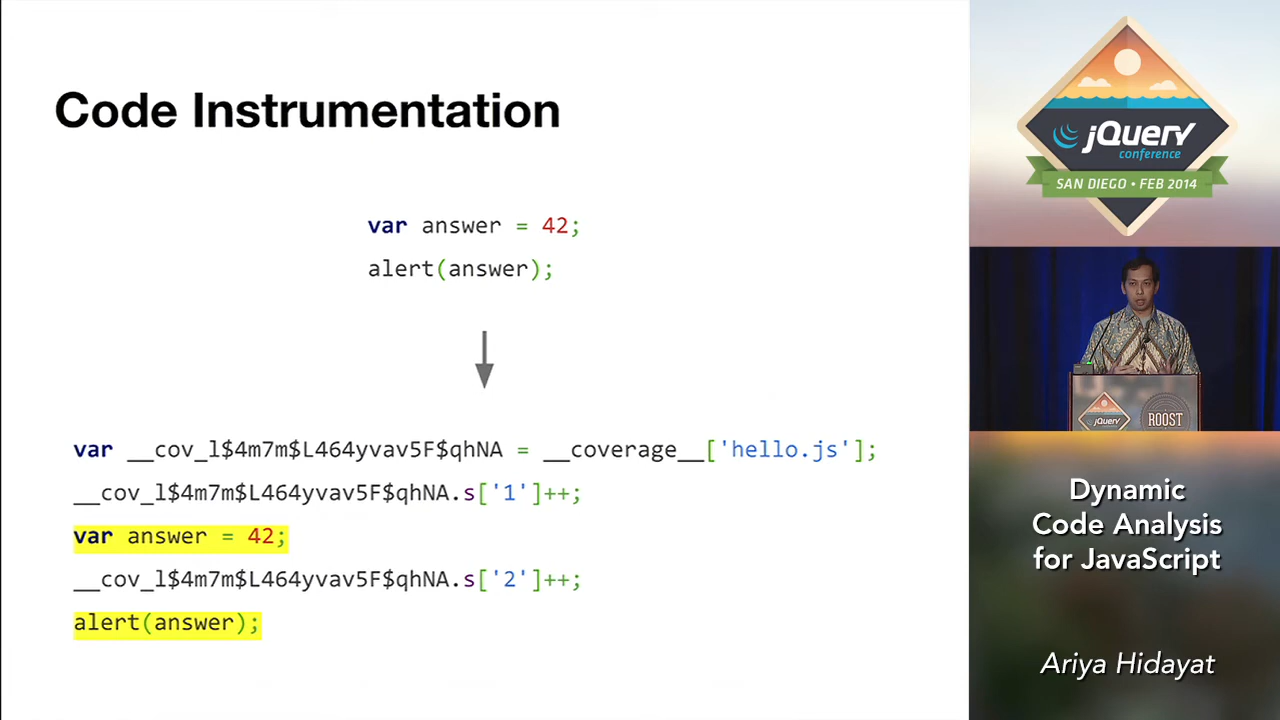 Code Instrumentation
var answer = 42;
alert(answer);
var __cov_l$4m7m$L464yvav5F$qhNA = __coverage__['hello.js'];
__cov_l$4m7m$L464yvav5F$qhNA.s['1']++;
var answer = 42;
__cov_l$4m7m$L464yvav5F$qhNA.s['2']++;
alert(answer);
jQuery
conference
SAN DIEGO • FEB 2014
jQuery
ROOST
Dynamic
Code Analysis
for JavaScript
Ariya Hidayat